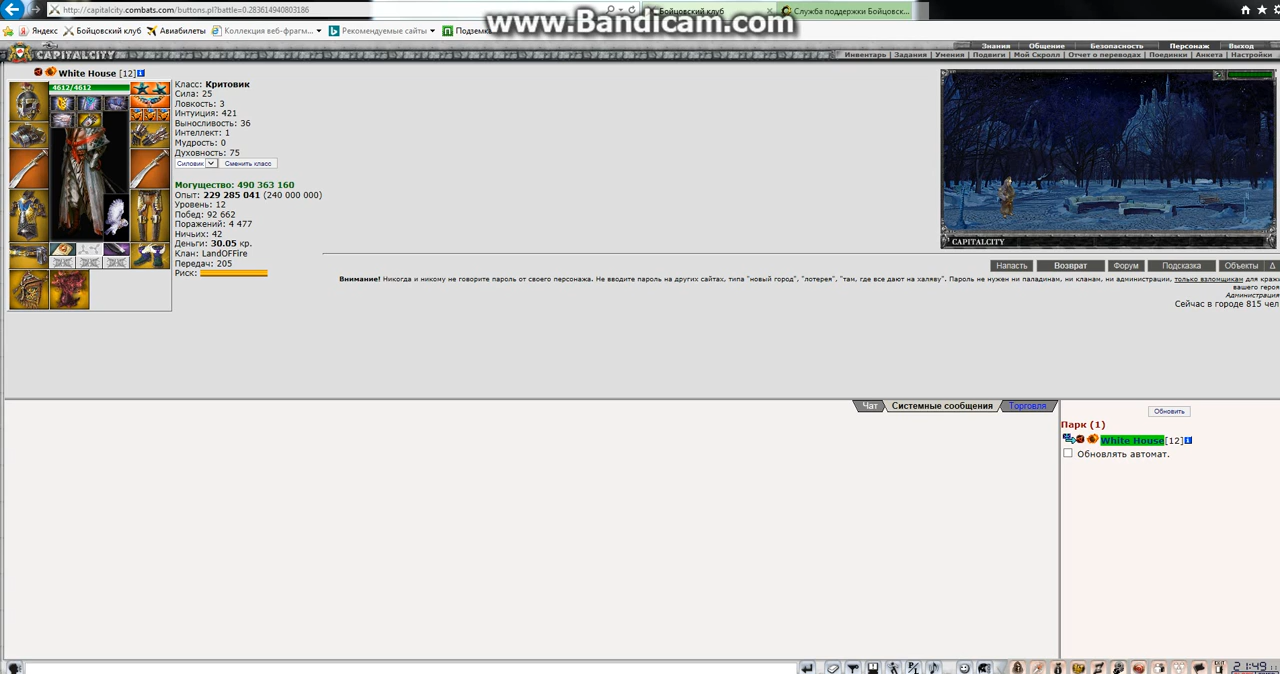 http://capitalcity.combats.com/buttons.pl?battle=0.283614940803186
Бойцовский клуб
Служба поддержки Бойцовск...
www.Bandicam.com
Яндекс
Бойцовский клуб
Авиабилеты
Коллекция веб-фрагм...
Рекомендуемые сайты
Подземк
CAPITALCITY
Знания Общение Безопасность Персонаж Выход
Инвентарь | Задания | Умения | Подвиги | Мой Скролл | Отчет о переводах | Поединки | Анкета | Настройки
White House [12]
4612/4612
Класс: Критовик
Сила: 25
Ловкость: 3
Интуиция: 421
Выносливость: 36
Интеллект: 1
Мудрость: 0
Духовность: 75
Силовик
Сменить класс
Могущество: 490 363 160
Опыт: 229 285 041 (240 000 000)
Уровень: 12
Побед: 92 662
Поражений: 4 477
Ничьих: 42
Деньги: 30.05 кр.
Клан: LandOFFire
Передач: 205
Риск:
CAPITALCITY
Напасть Возврат Форум Подсказка Объекты
Внимание! Никогда и никому не говорите пароль от своего персонажа. Не вводите пароль на других сайтах, типа "новый город", "лотерея", "там, где все дают на халяву". Пароль не нужен ни паладинам, ни кланам, ни администрации, только взломщикам для краж
вашего героя
Администрация
Сейчас в городе 815 чел
Чат Системные сообщения Торговля
Обновить
Парк (1)
White House[12]
Обновлять автомат.
21:49